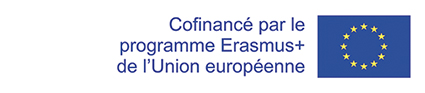 Cofinancé par le
programme Erasmus+
de l’Union européenne